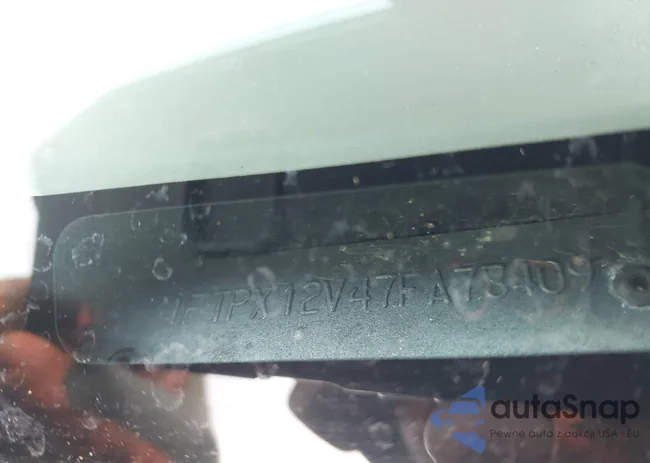 1FTPX12V47FA78409
autaSnap
Pewne auta z aukcji USA - EU